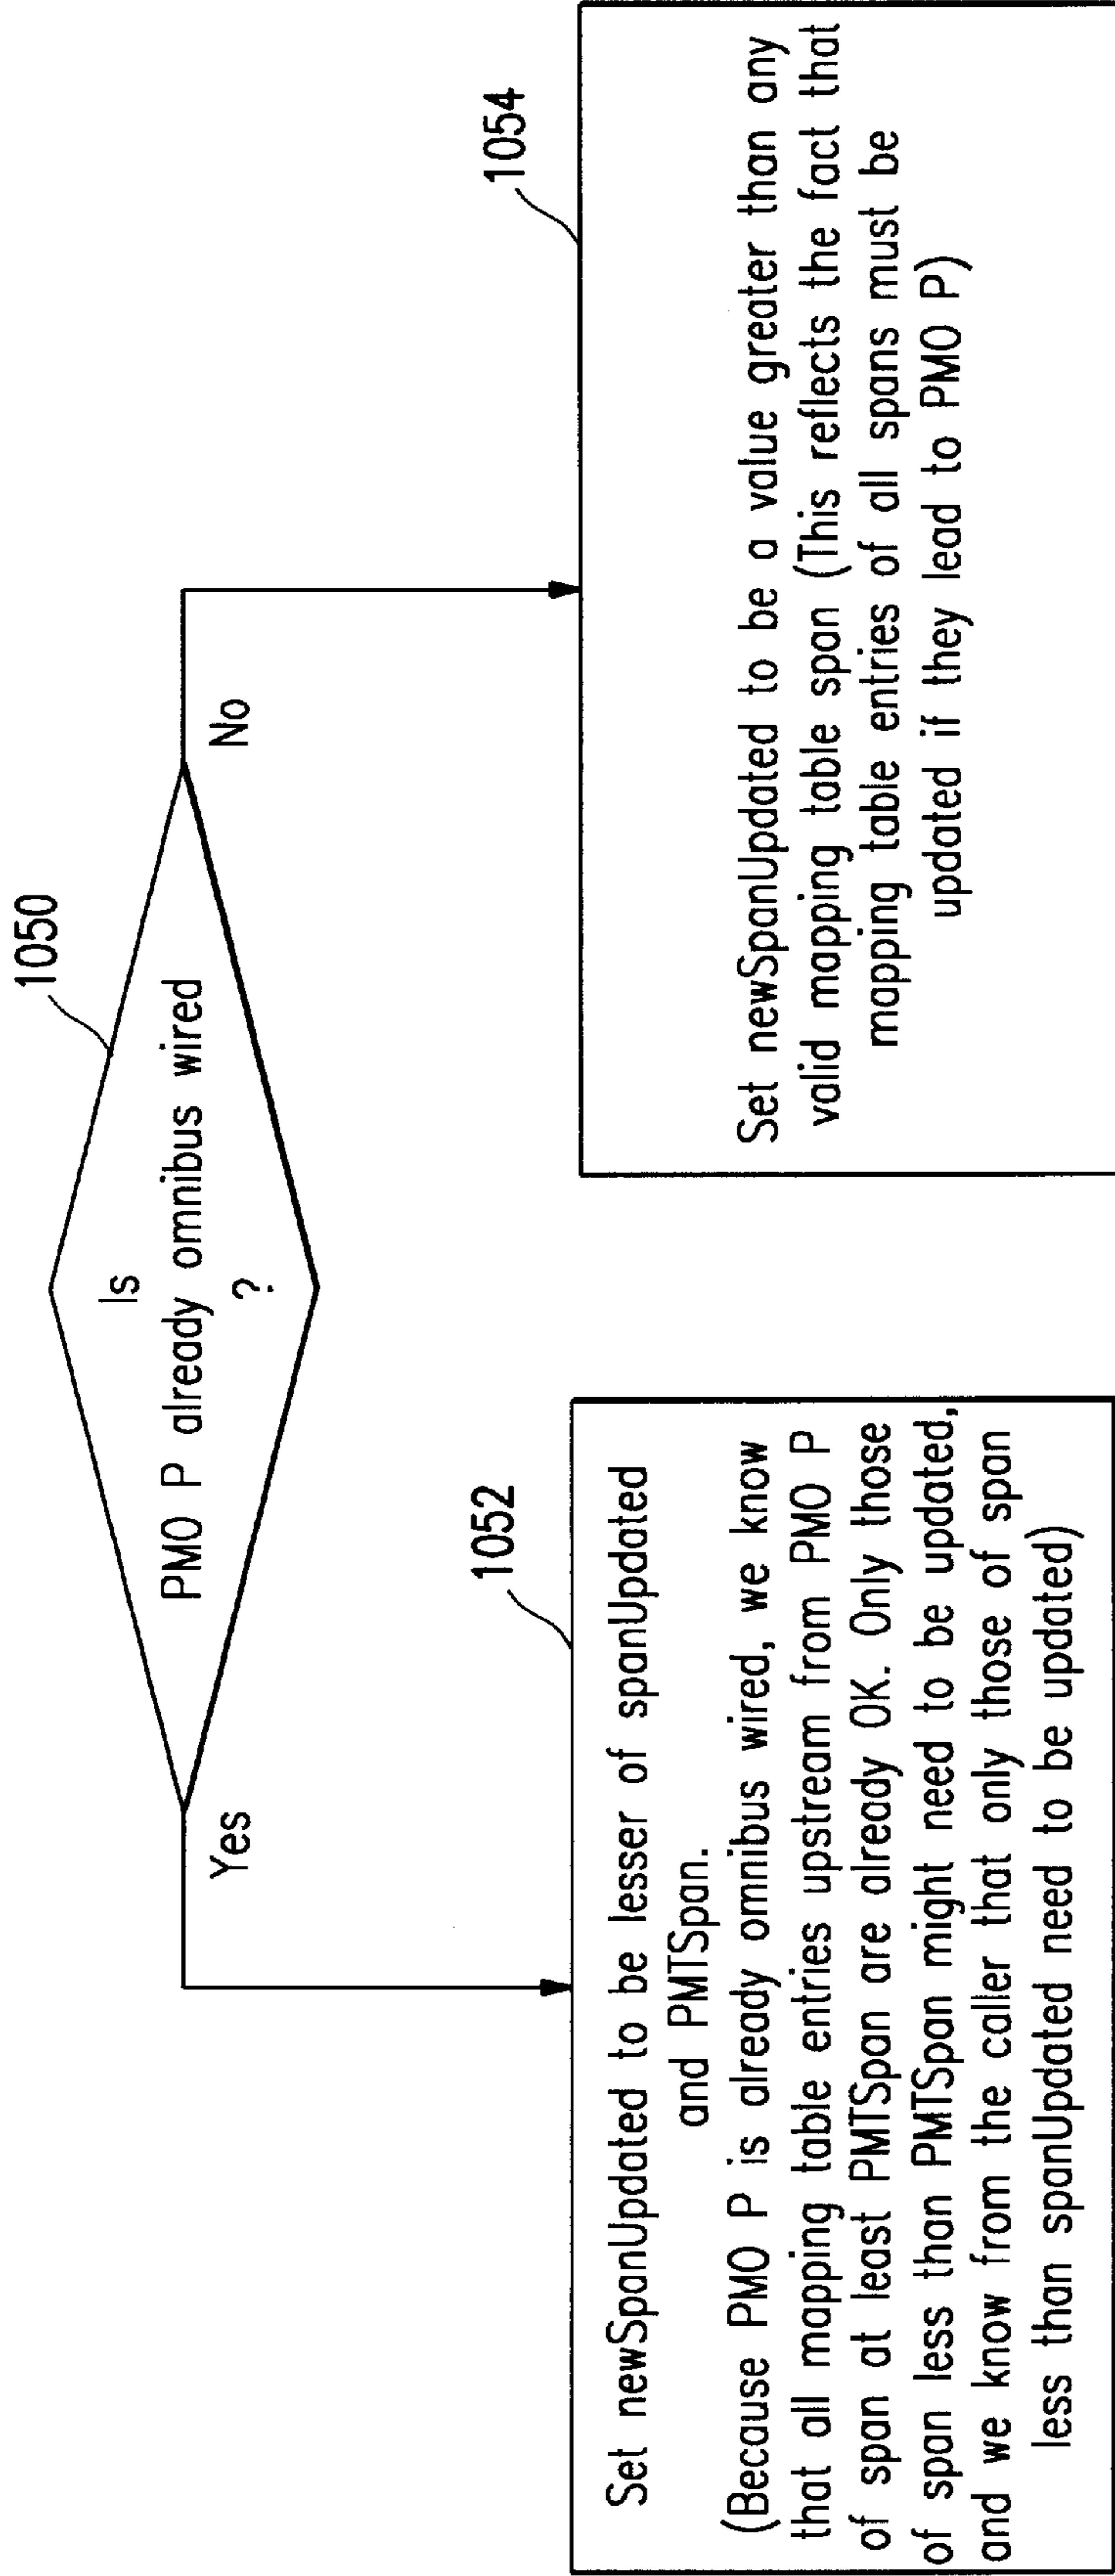 1050
Is
PMO P already omnibus wired
?
Yes
No
1052
Set newSpanUpdated to be lesser of spanUpdated
and PMTSpan.
(Because PMO P is already omnibus wired, we know
that all mapping table entries upstream from PMO P
of span at least PMTSpan are already OK. Only those
of span less than PMTSpan might need to be updated,
and we know from the caller that only those of span
less than spanUpdated need to be updated)
1054
Set newSpanUpdated to be a value greater than any
valid mapping table span (This reflects the fact that
mapping table entries of all spans must be
updated if they lead to PMO P)